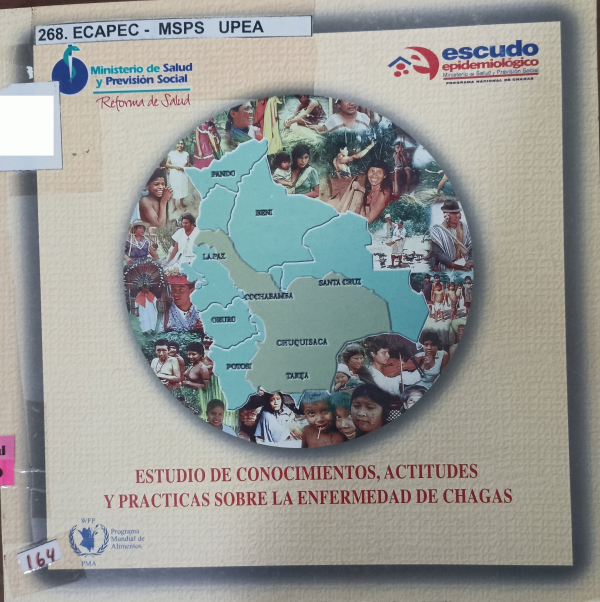 268. ECAPEC - MSPS UPEA
Ministerio de Salud
y Previsión Social
Reforma de Salud
escudo
epidemiológico
Ministerio de Salud y Previsión Social
PROGRAMA NACIONAL DE CHAGAS
PANDO
BENI
LA PAZ
COCHABAMBA
SANTA CRUZ
ORURO
CHUQUISACA
POTOSI
TARIJA
ESTUDIO DE CONOCIMIENTOS, ACTITUDES
Y PRACTICAS SOBRE LA ENFERMEDAD DE CHAGAS
WFP
Programa
Mundial de
Alimentos
PMA
164